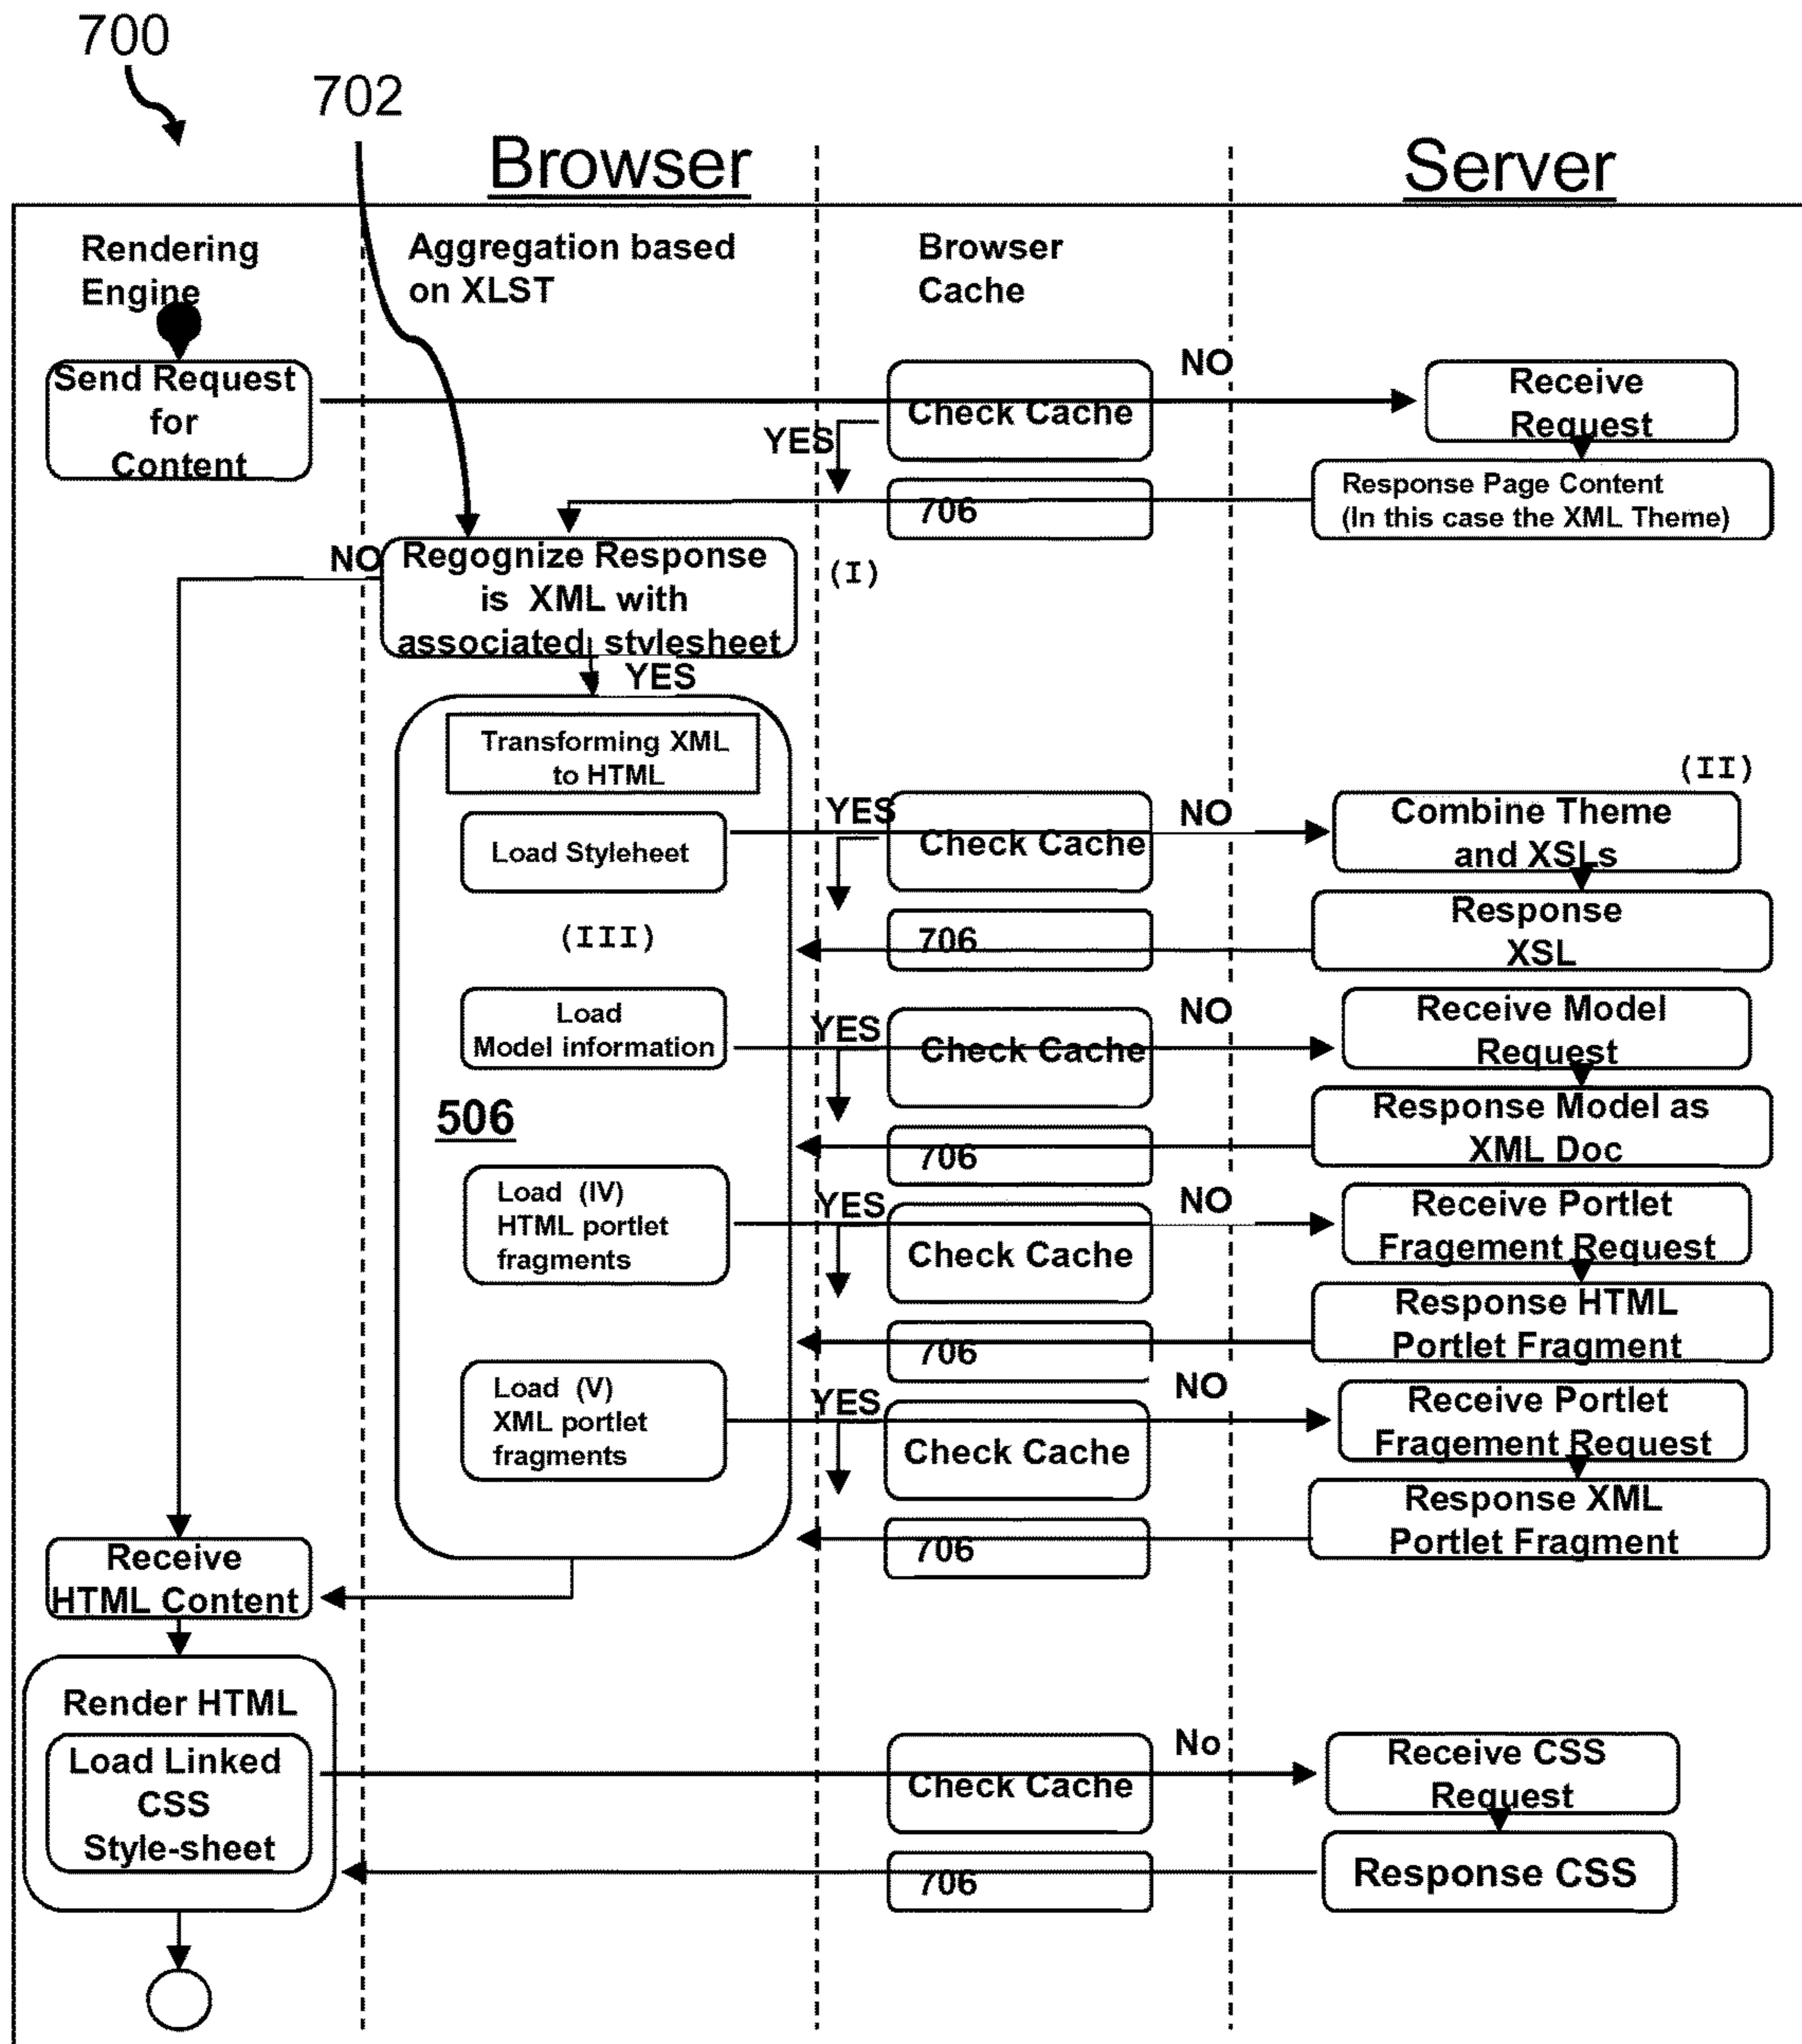 700
702
Browser
Server
Rendering
Engine
Aggregation based
on XLST
Browser
Cache
Send Request
for
Content
Check Cache
NO
YES
Receive
Request
706
Response Page Content
(In this case the XML Theme)
NO
Regognize Response
is XML with
associated stylesheet
(I)
YES
Transforming XML
to HTML
(II)
Load Styleheet
YES
Check Cache
NO
Combine Theme
and XSLs
(III)
706
Response
XSL
Load
Model information
YES
Check Cache
NO
Receive Model
Request
506
706
Response Model as
XML Doc
Load (IV)
HTML portlet
fragments
YES
Check Cache
NO
Receive Portlet
Fragement Request
706
Response HTML
Portlet Fragment
Load (V)
XML portlet
fragments
YES
Check Cache
NO
Receive Portlet
Fragement Request
706
Response XML
Portlet Fragment
Receive
HTML Content
Render HTML
Load Linked
CSS
Style-sheet
Check Cache
No
Receive CSS
Request
706
Response CSS